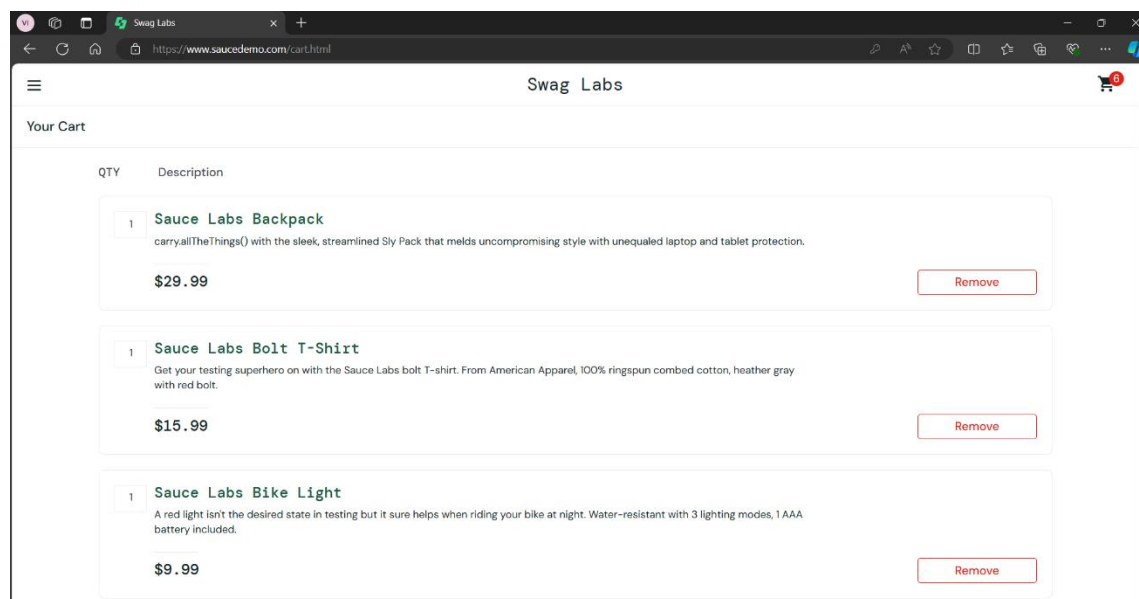 VI
Swag Labs
https://www.saucedemo.com/cart.html
Swag Labs
6
Your Cart
QTY Description
1 Sauce Labs Backpack
carry.allTheThings() with the sleek, streamlined Sly Pack that melds uncompromising style with unequaled laptop and tablet protection.
$29.99 Remove
1 Sauce Labs Bolt T-Shirt
Get your testing superhero on with the Sauce Labs bolt T-shirt. From American Apparel, 100% ringspun combed cotton, heather gray
with red bolt.
$15.99 Remove
1 Sauce Labs Bike Light
A red light isn't the desired state in testing but it sure helps when riding your bike at night. Water-resistant with 3 lighting modes, 1 AAA
battery included.
$9.99 Remove